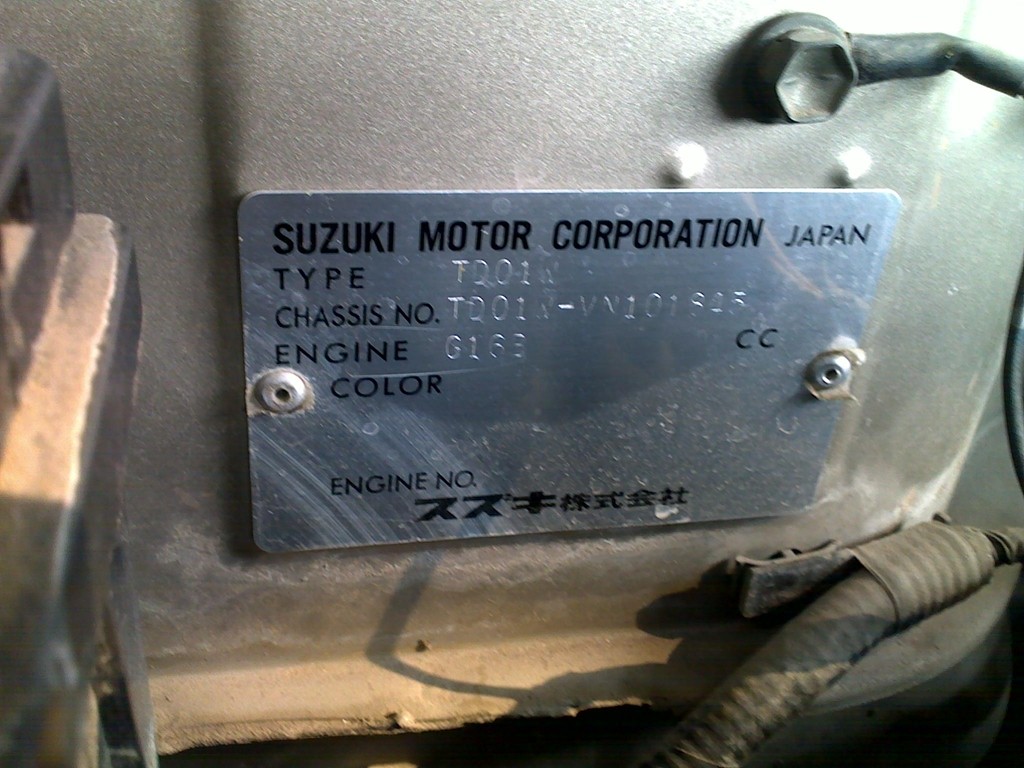 SUZUKI MOTOR CORPORATION JAPAN
TYPE TD01W
CHASSIS NO.
ENGINE G16B CC
COLOR
ENGINE NO.
スズキ株式会社